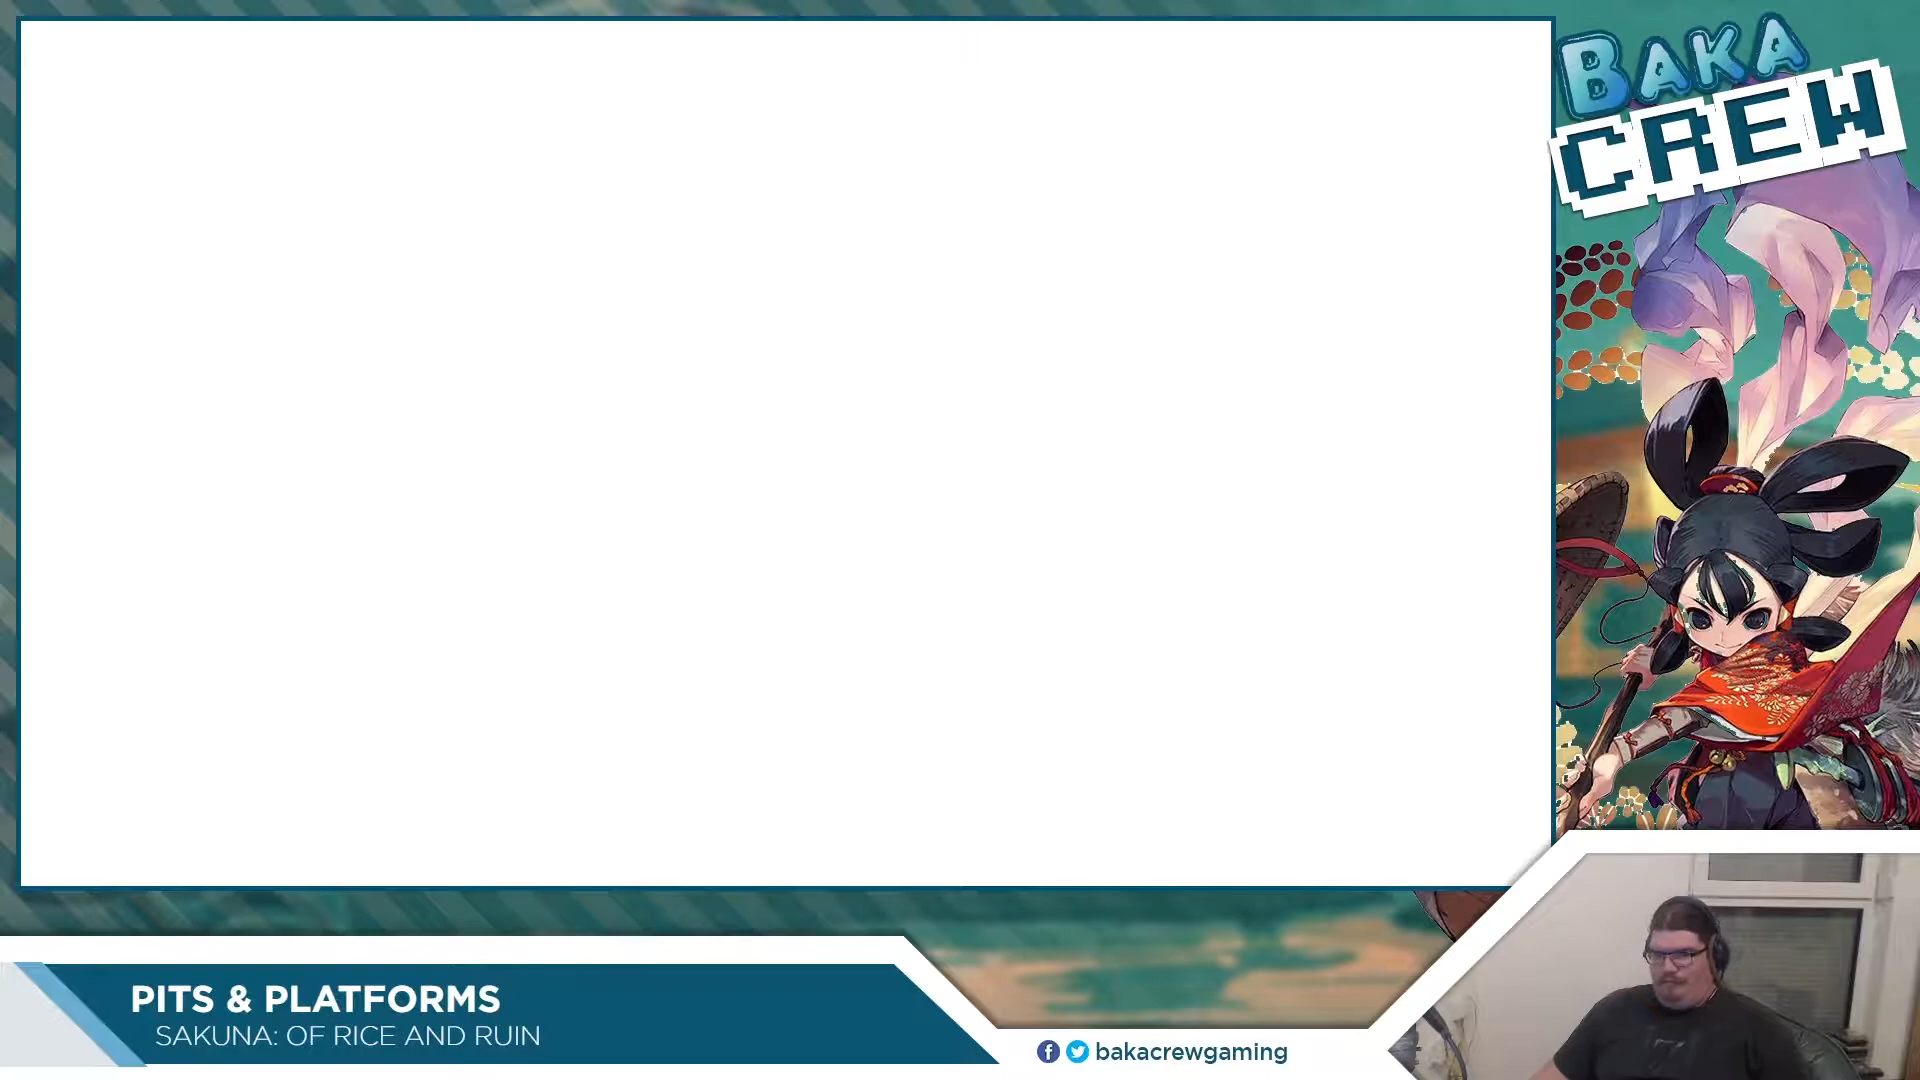 BAKA
CREW
PITS & PLATFORMS
SAKUNA: OF RICE AND RUIN
bakacrewgaming